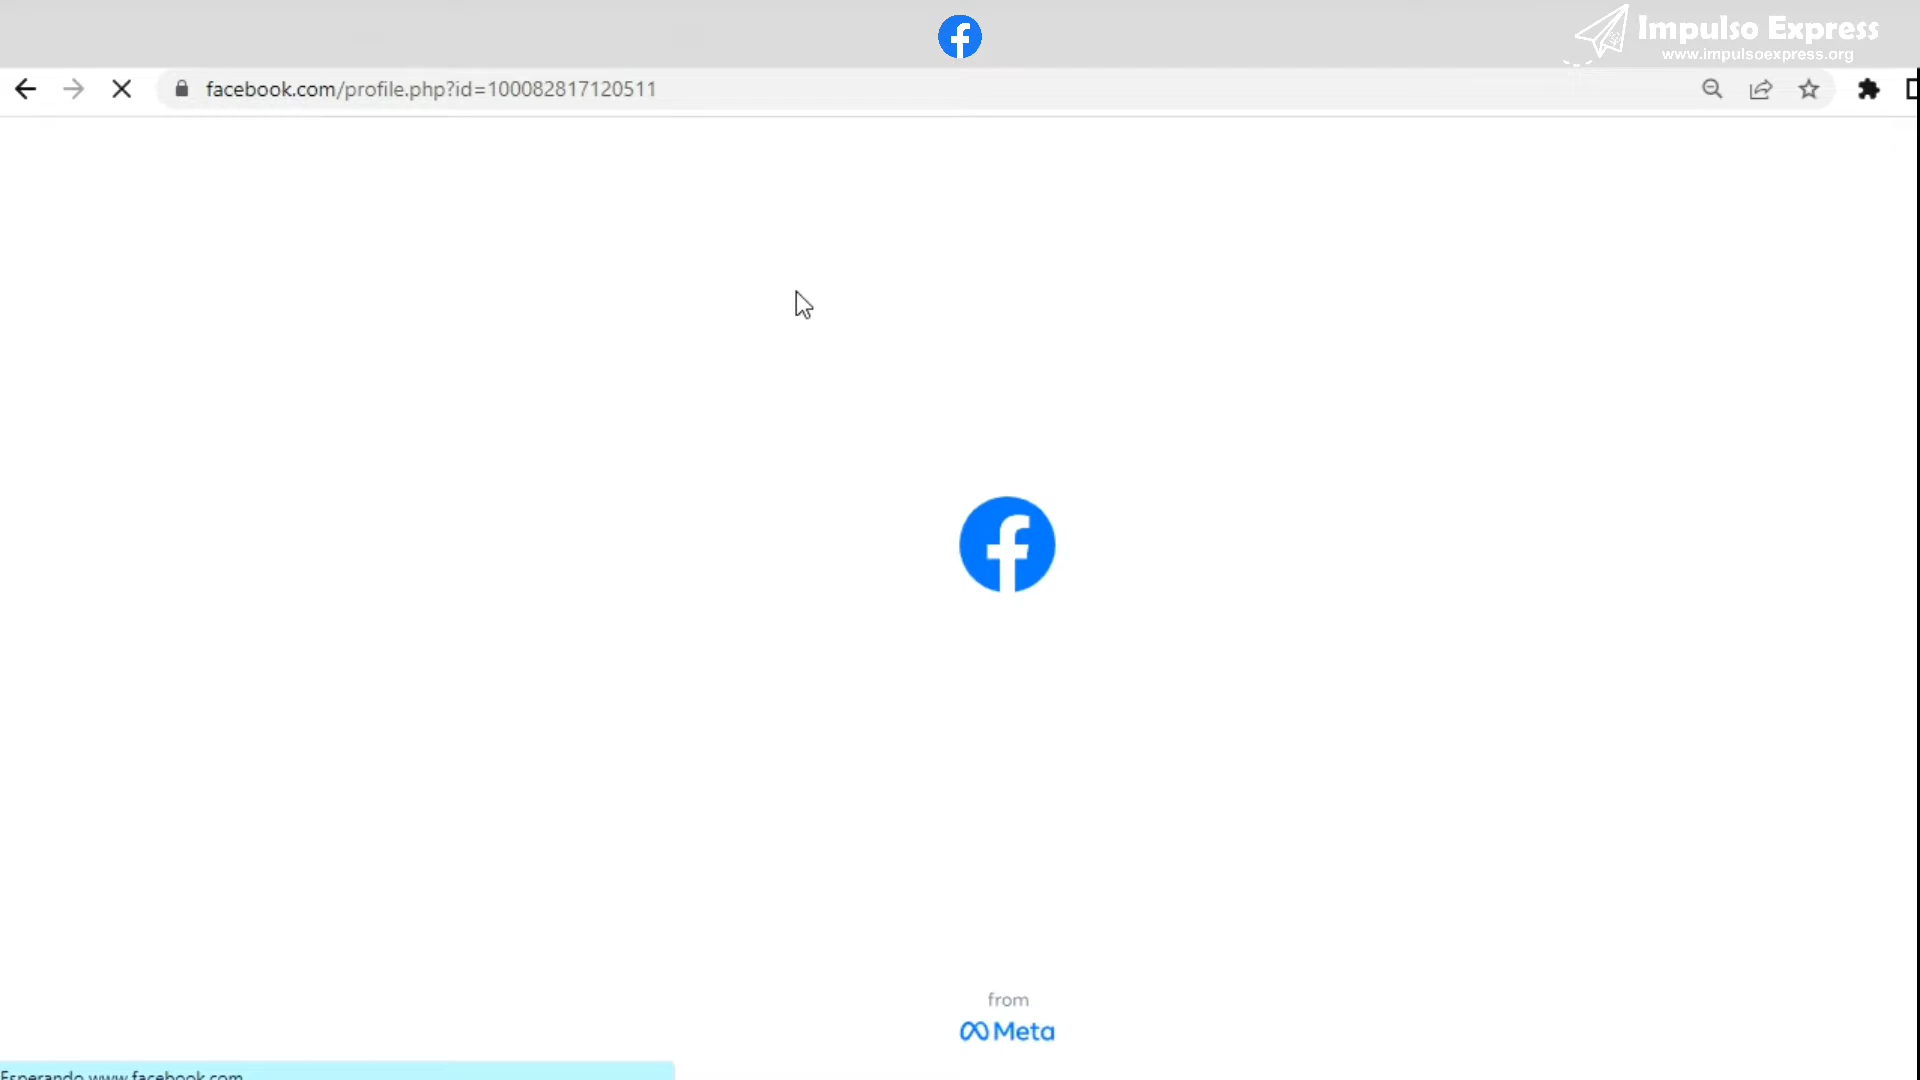 Impulso Express
www.impulsoexpress.org
facebook.com/profile.php?id=100082817120511
from
Meta
Esperando www.facebook.com